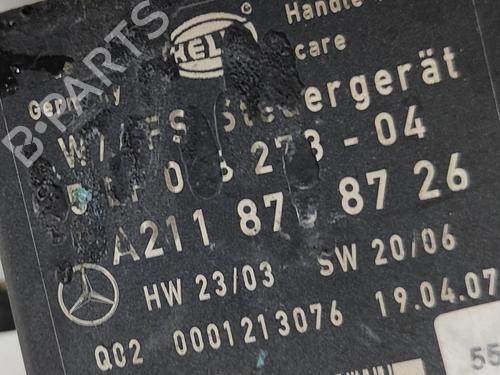 HELLA Handle
care
Germany
Steuergerät
273-04
A211 87 87 26
HW 23/03 SW 20/06
Q02 0001213076 19.04.07
55
B-PARTS